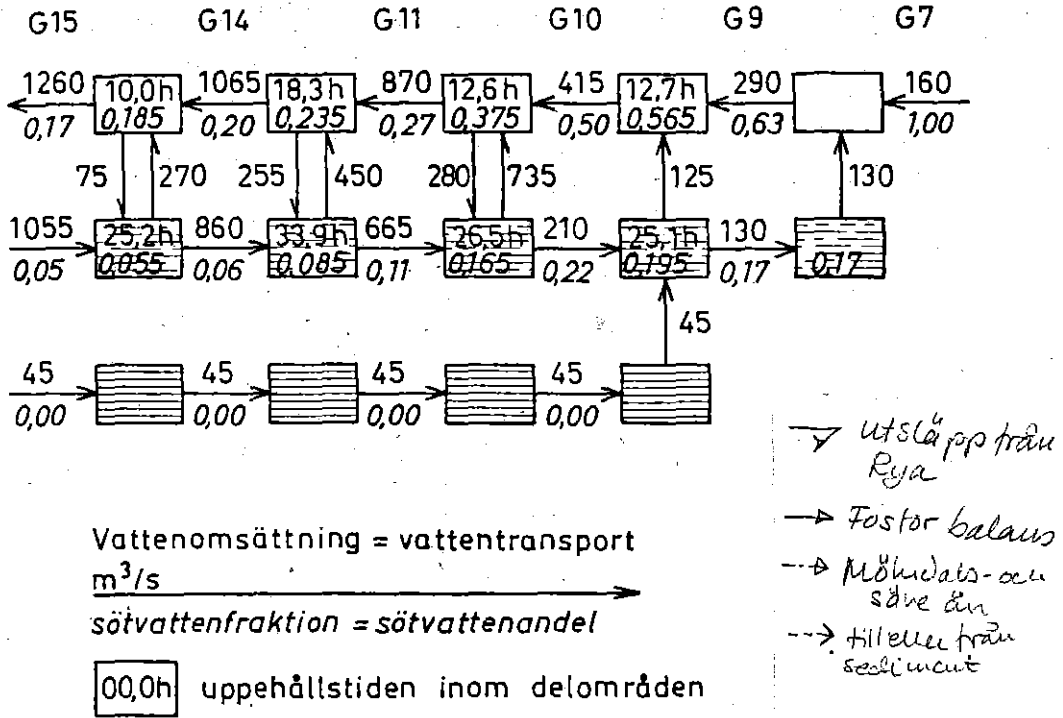 G15 G14 G11 G10 G9 G7
1260 10,0h 1065 18,3h 870 12,6h 415 12,7h 290 160
0,17 0,185 0,20 0,235 0,27 0,375 0,50 0,565 0,63 1,00
75 270 255 450 280 735 125 130
1055 25,2h 860 33,9h 665 26,5h 210 25,1h 130
0,05 0,055 0,06 0,085 0,11 0,165 0,22 0,195 0,17 0,17
45
45 45 45 45
0,00 0,00 0,00 0,00
utsläpp från
Rya
Fosforbalans
Mölndals- och
säve ån
till eller från
sediment
Vattenomsättning = vattentransport
m³/s
sötvattenfraktion = sötvattenandel
00,0h uppehållstiden inom delområden